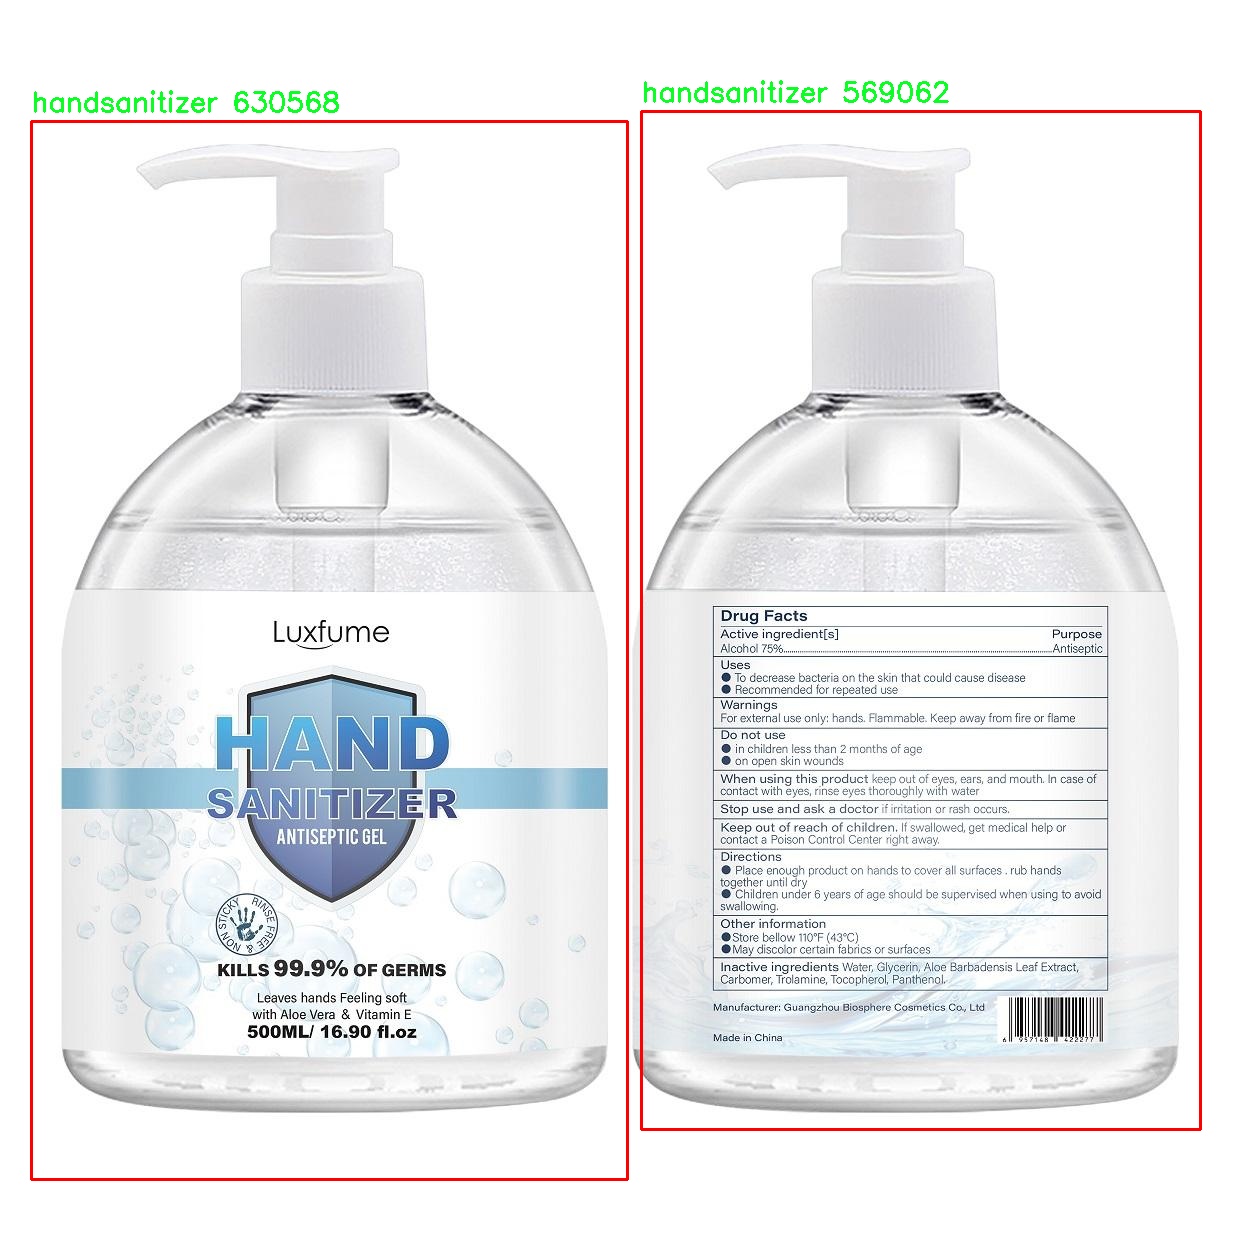 handsanitizer 630568
handsanitizer 569062
Luxfume
HAND
SANITIZER
ANTISEPTIC GEL
NON STICKY RINSE FREE &
KILLS 99.9% OF GERMS
Leaves hands Feeling soft
with Aloe Vera & Vitamin E
500ML/ 16.90 fl.oz
Drug Facts
Active ingredient[s] Purpose
Alcohol 75%........Antiseptic
Uses
● To decrease bacteria on the skin that could cause disease
● Recommended for repeated use
Warnings
For external use only: hands. Flammable. Keep away from fire or flame
Do not use
● in children less than 2 months of age
● on open skin wounds
When using this product keep out of eyes, ears, and mouth. In case of
contact with eyes, rinse eyes thoroughly with water
Stop use and ask a doctor if irritation or rash occurs.
Keep out of reach of children. If swallowed, get medical help or
contact a Poison Control Center right away.
Directions
● Place enough product on hands to cover all surfaces . rub hands
together until dry
● Children under 6 years of age should be supervised when using to avoid
swallowing.
Other information
●Store bellow 110°F (43°C)
●May discolor certain fabrics or surfaces
Inactive ingredients Water, Glycerin, Aloe Barbadensis Leaf Extract,
Carbomer, Trolamine, Tocopherol, Panthenol.
Manufacturer: Guangzhou Biosphere Cosmetics Co., Ltd
Made in China
6 957148 422277